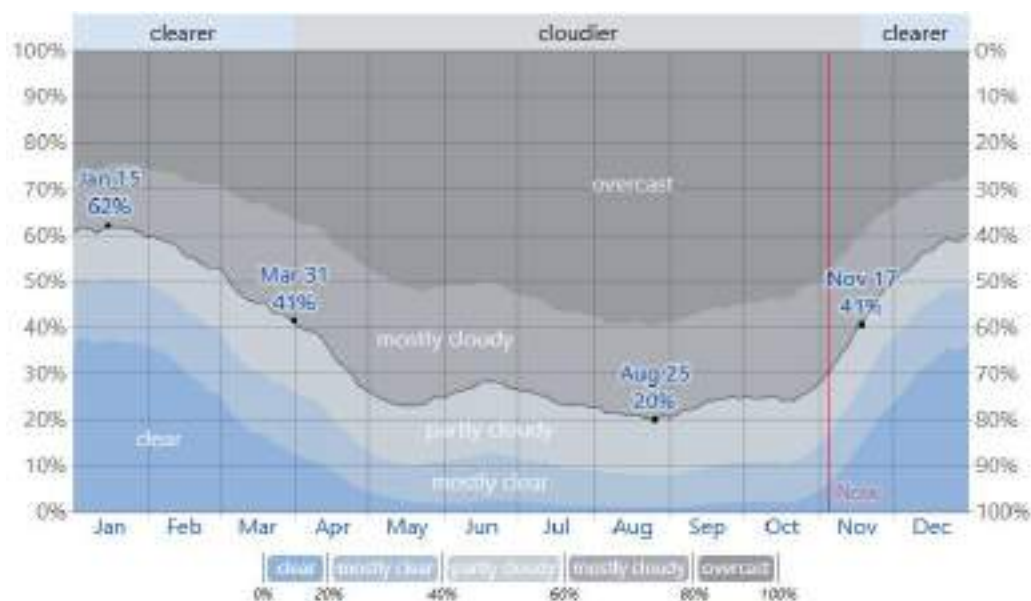 clearer cloudier clearer
100% 0%
90% 10%
80% 20%
70% 30%
60% 40%
50% 50%
40% 60%
30% 70%
20% 80%
10% 90%
0% 100%
Jan 15
62%
overcast
Mar 31
41%
Nov 17
41%
mostly cloudy
Aug 25
20%
partly cloudy
clear
mostly clear
Now
Jan Feb Mar Apr May Jun Jul Aug Sep Oct Nov Dec
clear mostly clear partly cloudy mostly cloudy overcast
0% 20% 40% 60% 80% 100%